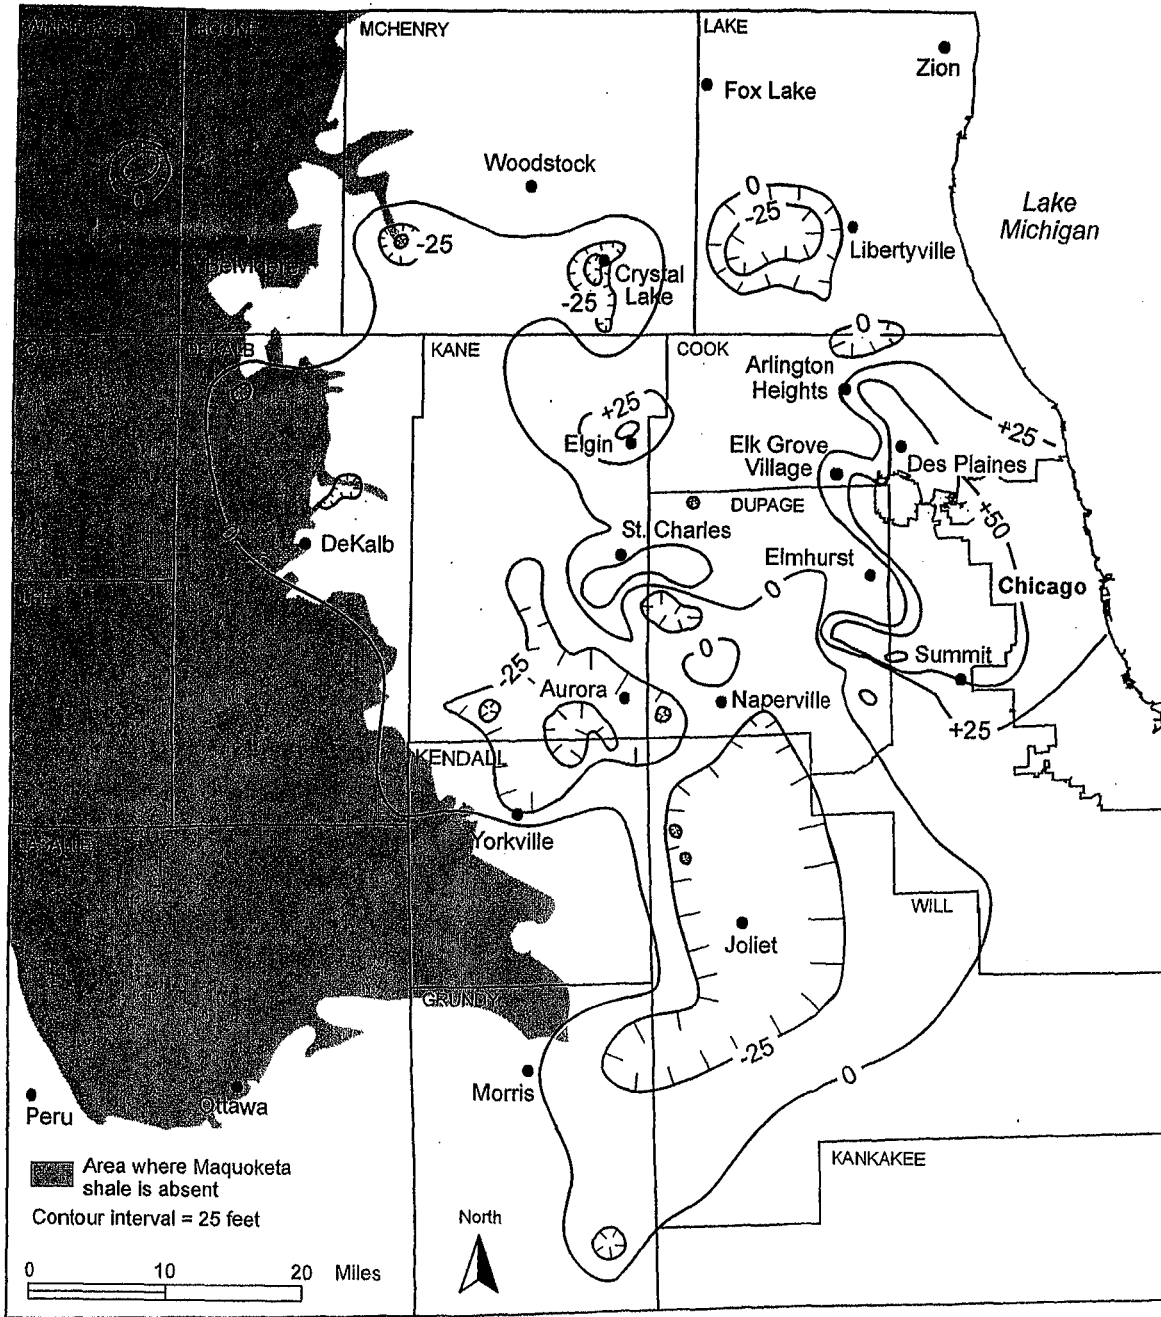 MCHENRY
LAKE
Zion
Fox Lake
Woodstock
0
-25
Lake
Michigan
Libertyville
0
-25
Crystal
Lake
-25
DEKALB
KANE
COOK
0
Arlington
Heights
+25
Elgin
+25
Elk Grove
Village
Des Plaines
DUPAGE
+50
St. Charles
DeKalb
Elmhurst
0
Chicago
-25
0
Summit
Aurora
Naperville
+25
KENDALL
Yorkville
WILL
Joliet
GRUNDY
-25
0
Morris
Ottawa
Peru
KANKAKEE
Area where Maquoketa
shale is absent
Contour interval = 25 feet
North
0 10 20 Miles